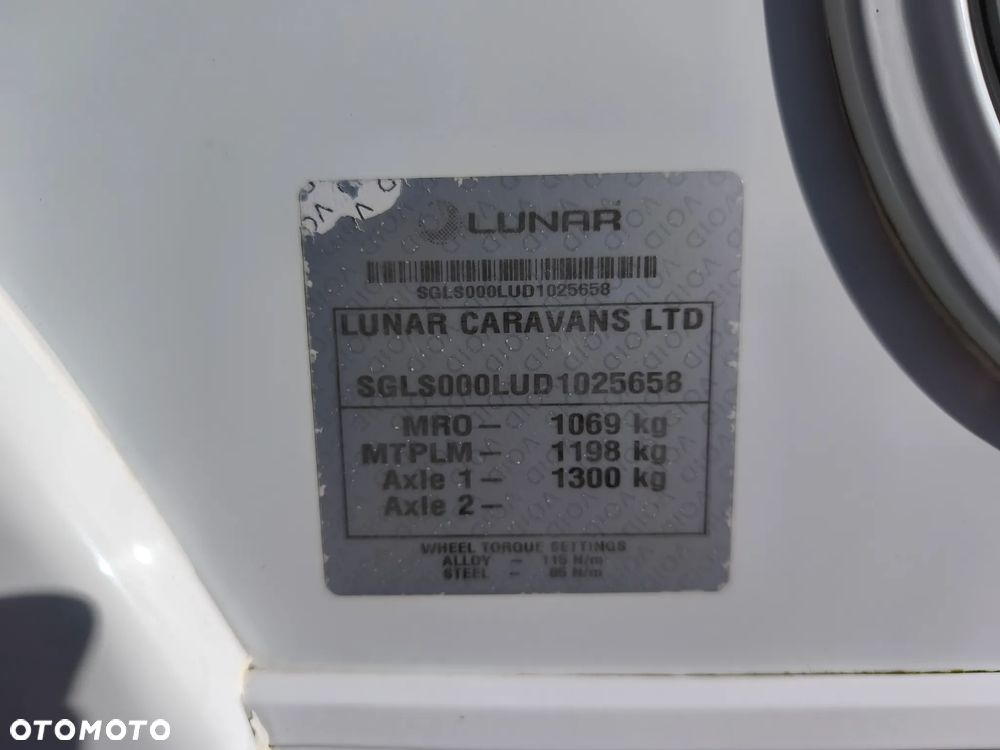 LUNAR
SGLS000LUD1025658
LUNAR CARAVANS LTD
SGLS000LUD1025658
MRO – 1069 kg
MTPLM – 1198 kg
Axle 1 – 1300 kg
Axle 2 –
WHEEL TORQUE SETTINGS
ALLOY – 115 N/m
STEEL – 85 N/m
OTOMOTO